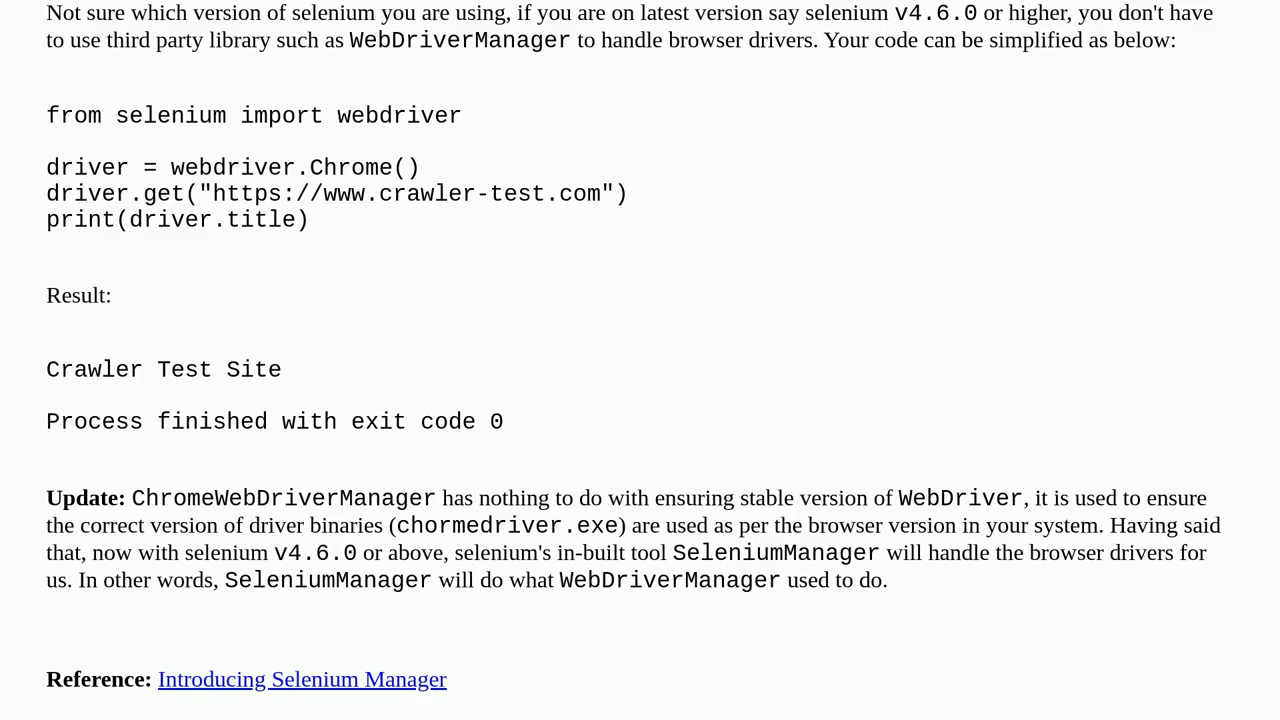 Not sure which version of selenium you are using, if you are on latest version say selenium v4.6.0 or higher, you don't have
to use third party library such as WebDriverManager to handle browser drivers. Your code can be simplified as below:
from selenium import webdriver
driver = webdriver.Chrome()
driver.get("https://www.crawler-test.com")
print(driver.title)
Result:
Crawler Test Site
Process finished with exit code 0
Update: ChromeWebDriverManager has nothing to do with ensuring stable version of WebDriver, it is used to ensure
the correct version of driver binaries (chormedriver.exe) are used as per the browser version in your system. Having said
that, now with selenium v4.6.0 or above, selenium's in-built tool SeleniumManager will handle the browser drivers for
us. In other words, SeleniumManager will do what WebDriverManager used to do.
Reference: Introducing Selenium Manager